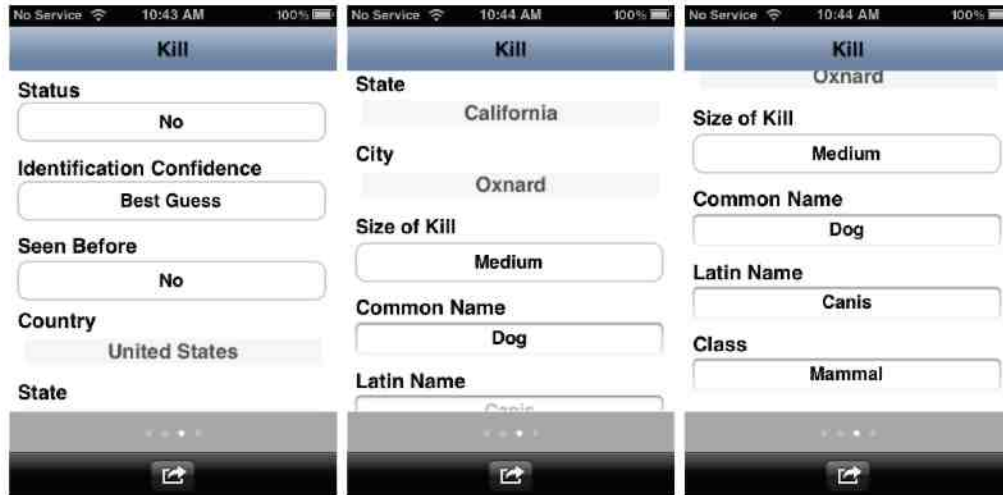 No Service 10:43 AM 100%
Kill
Status
No
Identification Confidence
Best Guess
Seen Before
No
Country
United States
State
No Service 10:44 AM 100%
Kill
State
California
City
Oxnard
Size of Kill
Medium
Common Name
Dog
Latin Name
Canis
No Service 10:44 AM 100%
Kill
Oxnard
Size of Kill
Medium
Common Name
Dog
Latin Name
Canis
Class
Mammal